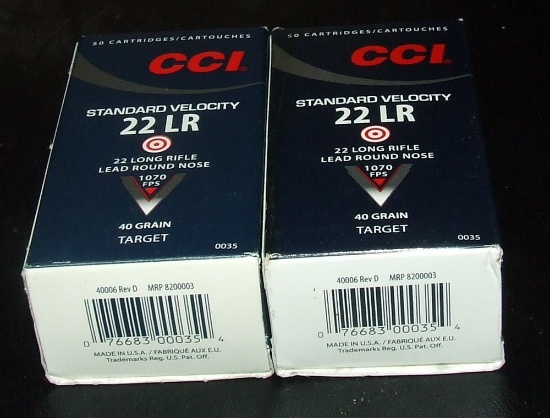 50 CARTRIDGES/CARTOUCHES
CCI
STANDARD VELOCITY
22 LR
22 LONG RIFLE
LEAD ROUND NOSE
1070
FPS
40 GRAIN
TARGET
0035
40006 Rev D MRP 8200003
0 76683 00035 4
MADE IN U.S.A. / FABRIQUÉ AUX E.U.
Trademarks Reg. U.S. Pat. Off.
50 CARTRIDGES/CARTOUCHES
CCI
STANDARD VELOCITY
22 LR
22 LONG RIFLE
LEAD ROUND NOSE
1070
FPS
40 GRAIN
TARGET
0035
40006 Rev D MRP 8200003
0 76683 00035 4
MADE IN U.S.A. / FABRIQUÉ AUX E.U.
Trademarks Reg. U.S. Pat. Off.